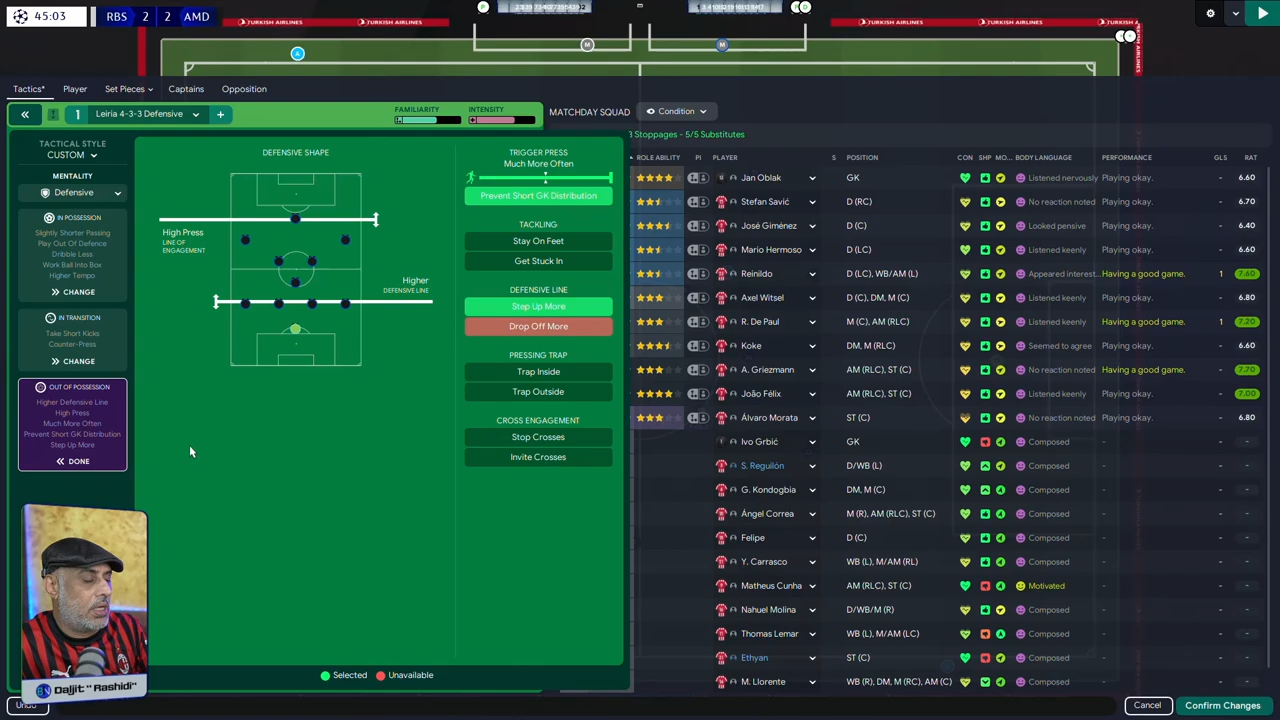 45:03 RBS 2 2 AMD
TURKISH AIRLINES TURKISH AIRLINES TURKISH AIRLINES TURKISH AIRLINES
P M M P D
A
Tactics* Player Set Pieces Captains Opposition
1 Leiria 4-3-3 Defensive
FAMILIARITY INTENSITY
MATCHDAY SQUAD Condition
3 Stoppages - 5/5 Substitutes
TACTICAL STYLE
CUSTOM
MENTALITY
Defensive
IN POSSESSION
Slightly Shorter Passing
Play Out Of Defence
Dribble Less
Work Ball Into Box
Higher Tempo
CHANGE
IN TRANSITION
Take Short Kicks
Counter-Press
CHANGE
OUT OF POSSESSION
Higher Defensive Line
High Press
Much More Often
Prevent Short GK Distribution
Step Up More
DONE
DEFENSIVE SHAPE
High Press
LINE OF
ENGAGEMENT
Higher
DEFENSIVE LINE
TRIGGER PRESS
Much More Often
Prevent Short GK Distribution
TACKLING
Stay On Feet
Get Stuck In
DEFENSIVE LINE
Step Up More
Drop Off More
PRESSING TRAP
Trap Inside
Trap Outside
CROSS ENGAGEMENT
Stop Crosses
Invite Crosses
Selected Unavailable
ROLE ABILITY PI PLAYER S POSITION CON SHP MO... BODY LANGUAGE PERFORMANCE GLS RAT
Jan Oblak GK Listened nervously Playing okay. - 6.60
Stefan Savić D (RC) Listened keenly Playing okay. - 6.70
José Giménez D (C) Looked pensive Playing okay. - 6.40
Mario Hermoso D (LC) Listened keenly Playing okay. - 6.60
Reinildo D (LC), WB/AM (L) Appeared interest... Having a good game. 1 7.60
Axel Witsel D (C), DM, M (C) Listened keenly Playing okay. - 6.80
R. De Paul M (C), AM (RLC) Listened keenly Having a good game. 1 7.20
Koke DM, M (RLC) Seemed to agree Playing okay. - 6.60
A. Griezmann AM (RLC), ST (C) No reaction noted Having a good game. - 7.70
João Félix AM (RLC), ST (C) Listened keenly Playing okay. - 7.00
Álvaro Morata ST (C) No reaction noted Playing okay. - 6.80
Ivo Grbić GK Composed - - -
S. Reguilón D/WB (L) Composed - - -
G. Kondogbia DM, M (C) Composed - - -
Ángel Correa M (R), AM (RLC), ST (C) Composed - - -
Felipe D (C) Composed - - -
Y. Carrasco WB (L), M/AM (RL) Composed - - -
Matheus Cunha AM (RLC), ST (C) Motivated - - -
Nahuel Molina D/WB/M (R) Composed - - -
Thomas Lemar WB (L), M/AM (LC) Composed - - -
Ethyan ST (C) Composed - - -
M. Llorente WB (R), DM, M (RC), AM (C) Composed - - -
Daljit "Rashidi"
Undo Cancel Confirm Changes